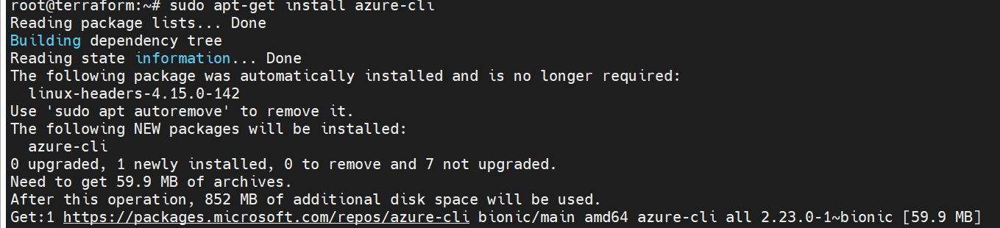 root@terraform:~# sudo apt-get install azure-cli
Reading package lists... Done
Building dependency tree
Reading state information... Done
The following package was automatically installed and is no longer required:
  linux-headers-4.15.0-142
Use 'sudo apt autoremove' to remove it.
The following NEW packages will be installed:
  azure-cli
0 upgraded, 1 newly installed, 0 to remove and 7 not upgraded.
Need to get 59.9 MB of archives.
After this operation, 852 MB of additional disk space will be used.
Get:1 https://packages.microsoft.com/repos/azure-cli bionic/main amd64 azure-cli all 2.23.0-1~bionic [59.9 MB]